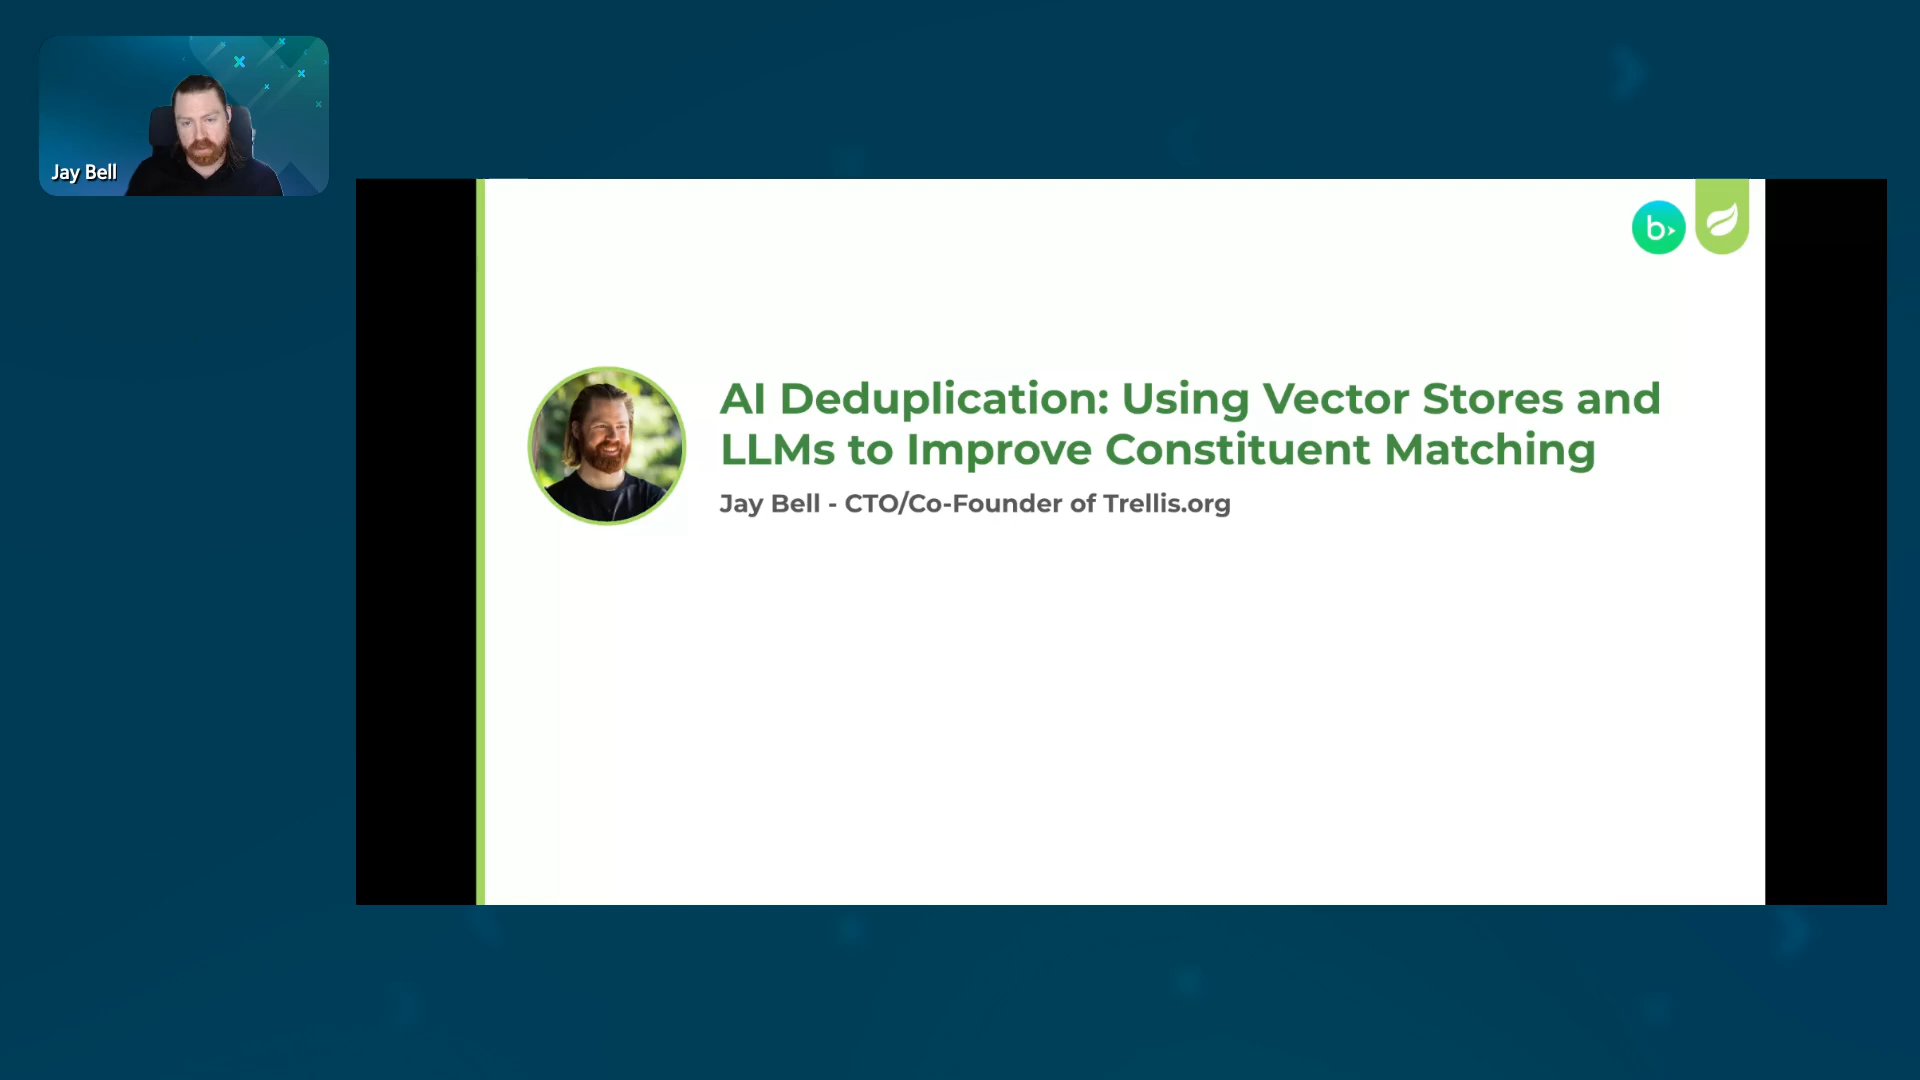 Jay Bell
b
AI Deduplication: Using Vector Stores and
LLMs to Improve Constituent Matching
Jay Bell - CTO/Co-Founder of Trellis.org